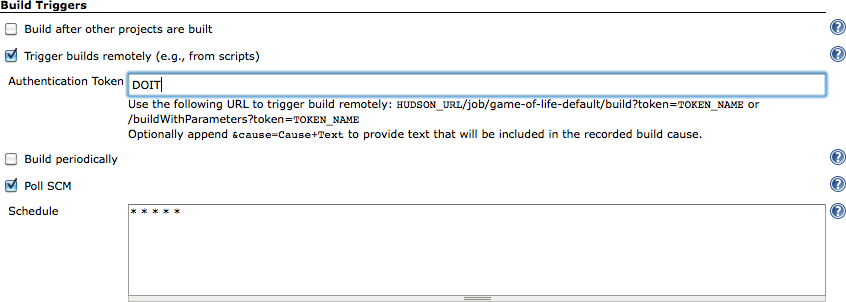 Build Triggers
Build after other projects are built
Trigger builds remotely (e.g., from scripts)
Authentication Token DOIT
Use the following URL to trigger build remotely: HUDSON_URL/job/game-of-life-default/build?token=TOKEN_NAME or
/buildWithParameters?token=TOKEN_NAME
Optionally append &cause=Cause+Text to provide text that will be included in the recorded build cause.
Build periodically
Poll SCM
Schedule * * * * *